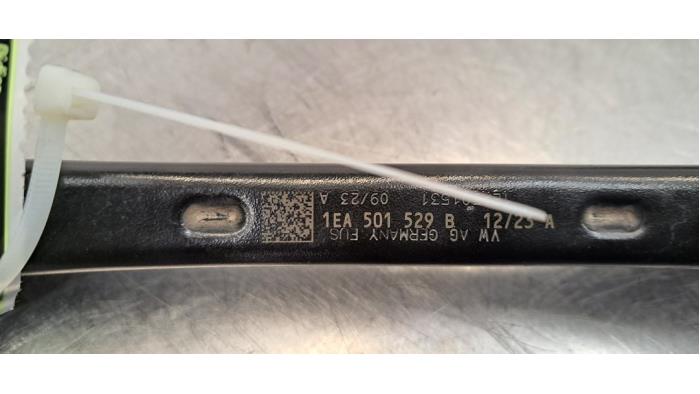 1EA 501 529 B 12/23 A
VW AG GERMANY FUS
09/23 A